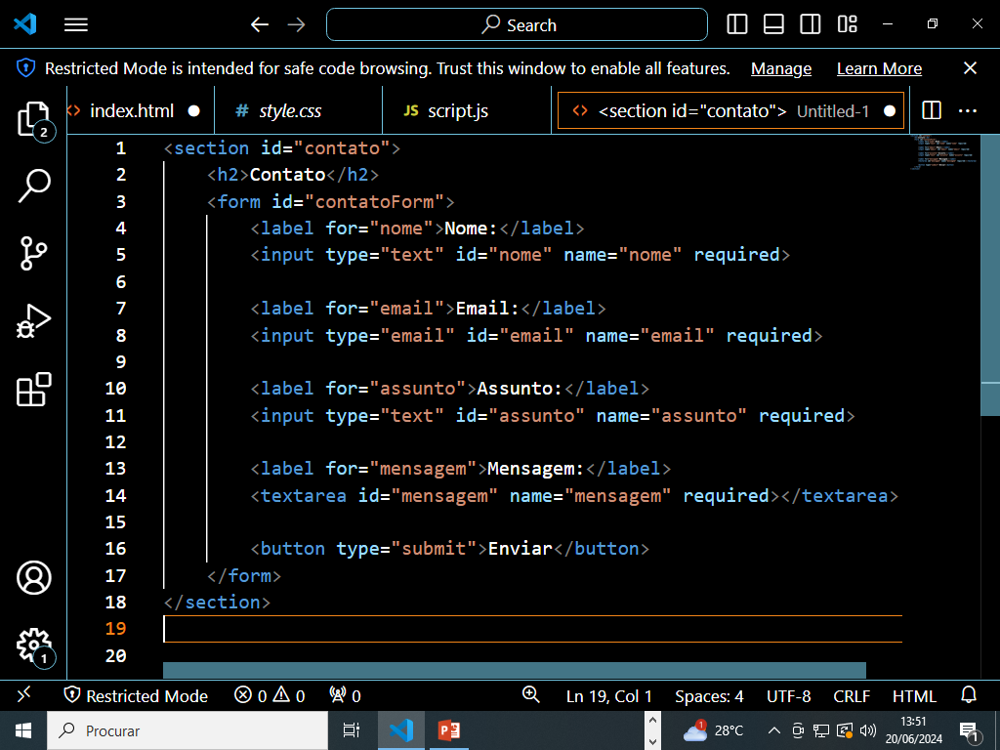 Search
Restricted Mode is intended for safe code browsing. Trust this window to enable all features. Manage Learn More
2
index.html
# style.css
JS script.js
<section id="contato"> Untitled-1
1 <section id="contato">
2 <h2>Contato</h2>
3 <form id="contatoForm">
4 <label for="nome">Nome:</label>
5 <input type="text" id="nome" name="nome" required>
6
7 <label for="email">Email:</label>
8 <input type="email" id="email" name="email" required>
9
10 <label for="assunto">Assunto:</label>
11 <input type="text" id="assunto" name="assunto" required>
12
13 <label for="mensagem">Mensagem:</label>
14 <textarea id="mensagem" name="mensagem" required></textarea>
15
16 <button type="submit">Enviar</button>
17 </form>
18 </section>
19
20
1
Restricted Mode 0 0 0 Ln 19, Col 1 Spaces: 4 UTF-8 CRLF HTML
Procurar
1 28°C
13:51
20/06/2024
1